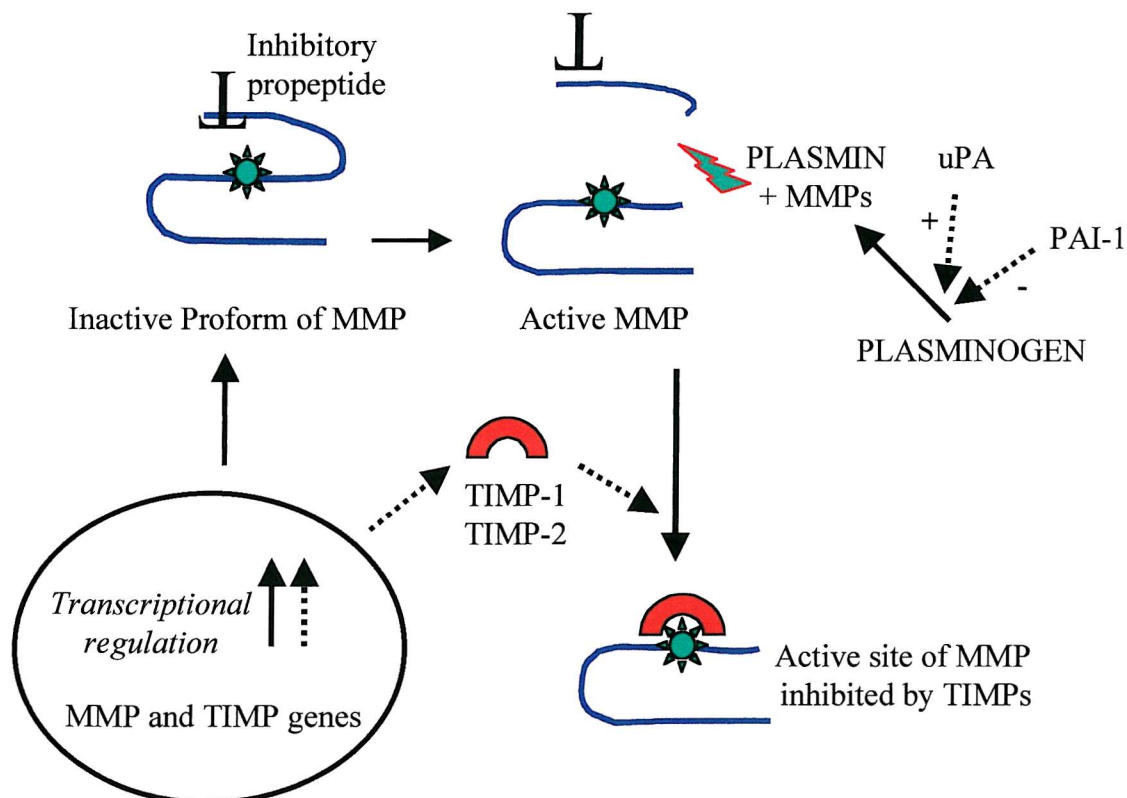 Inhibitory
propeptide
PLASMIN
+ MMPs
uPA
+
PAI-1
-
PLASMINOGEN
Inactive Proform of MMP
Active MMP
TIMP-1
TIMP-2
Transcriptional
regulation
MMP and TIMP genes
Active site of MMP
inhibited by TIMPs